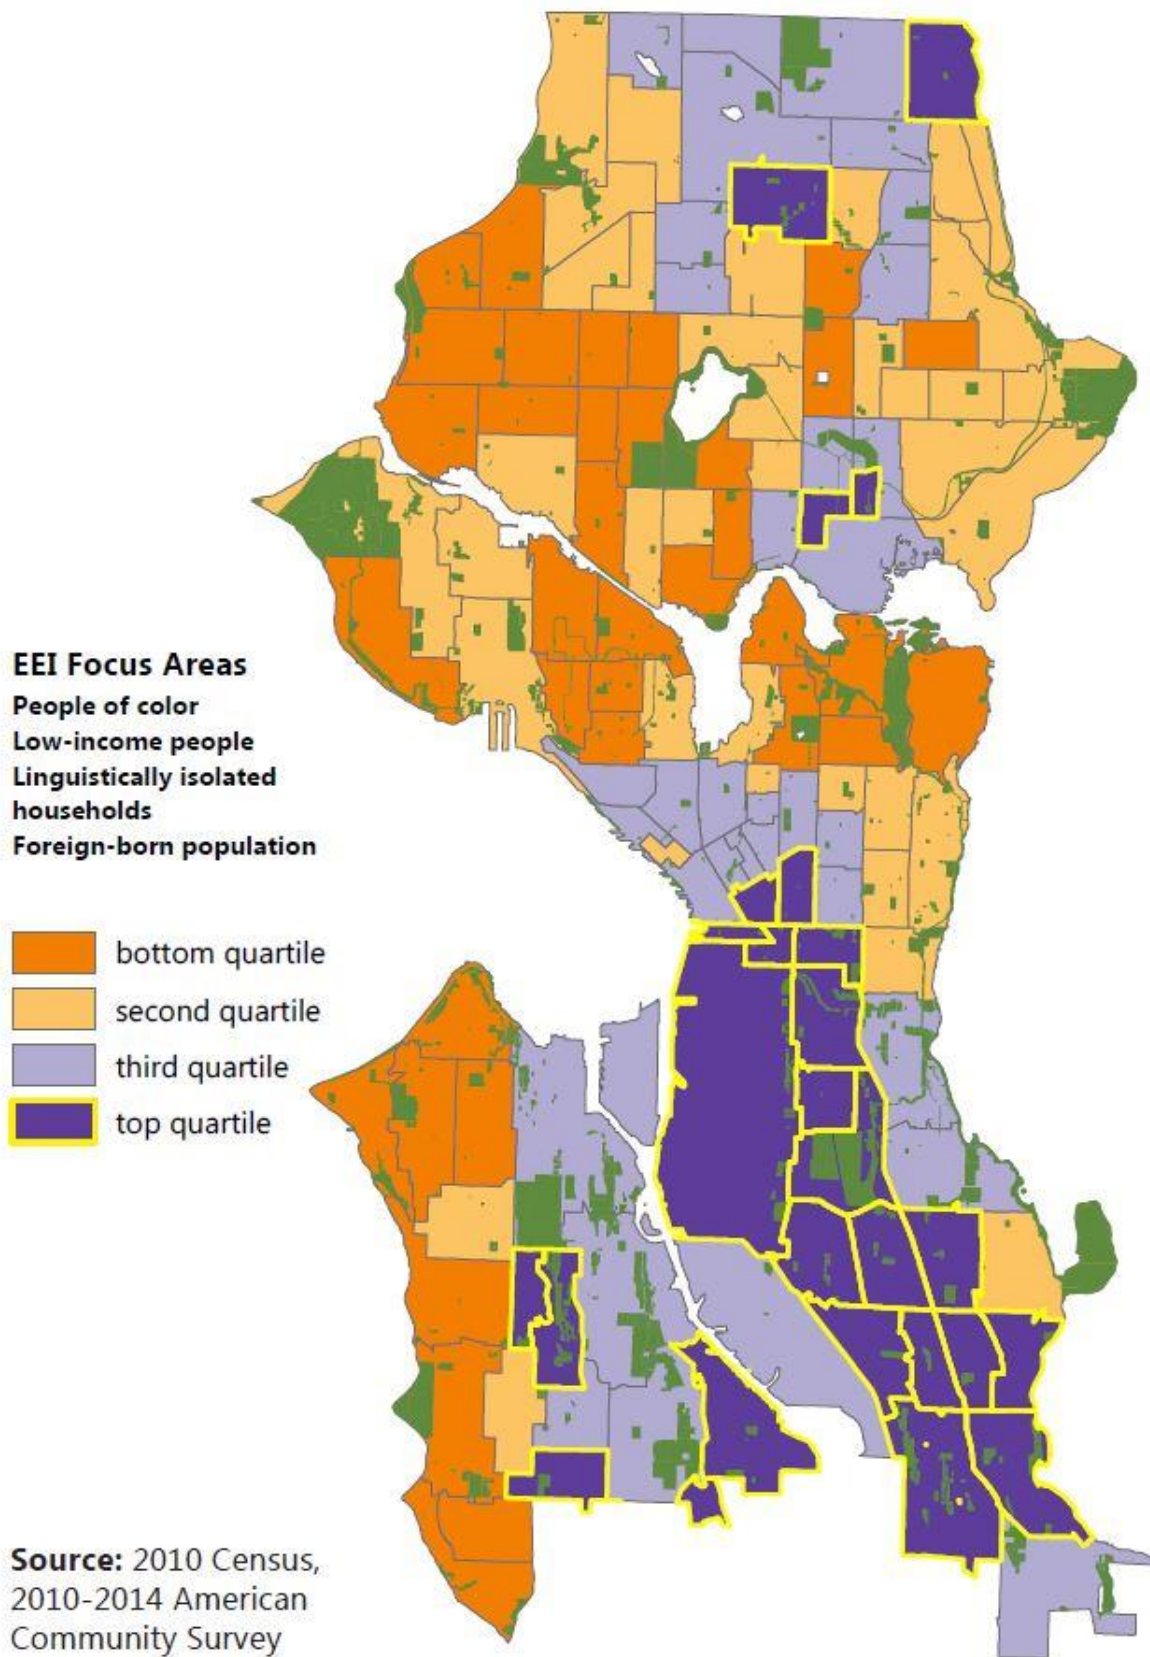 EEI Focus Areas
People of color
Low-income people
Linguistically isolated
households
Foreign-born population
bottom quartile
second quartile
third quartile
top quartile
Source: 2010 Census,
2010-2014 American
Community Survey